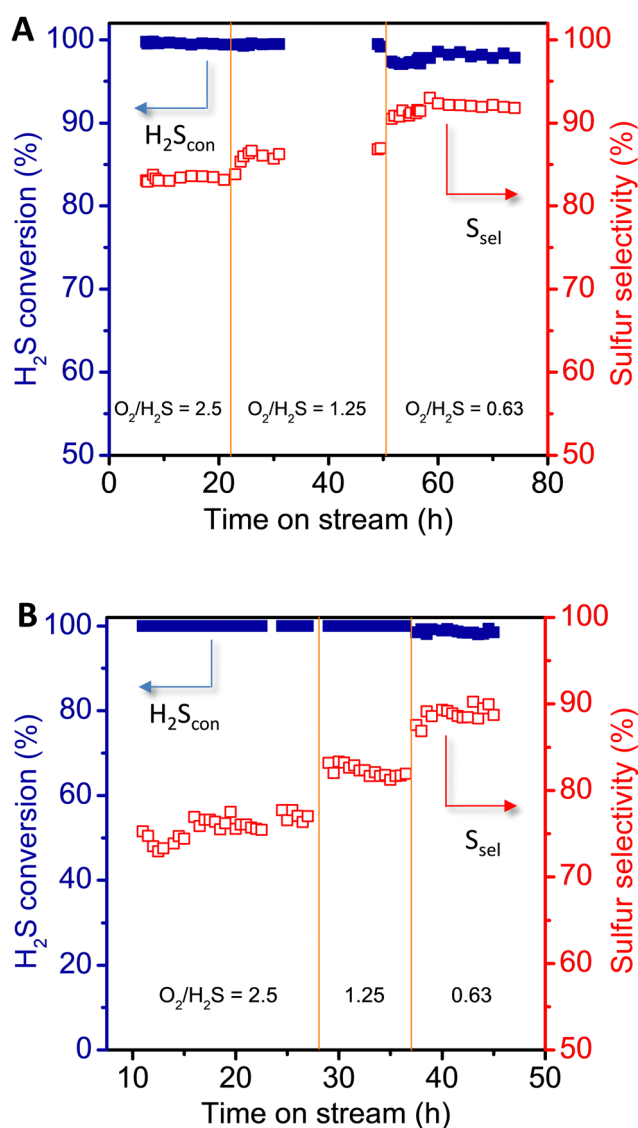 A
100
90
80
70
60
50
H₂S conversion (%)
H₂Scon
Ssel
O₂/H₂S = 2.5
O₂/H₂S = 1.25
O₂/H₂S = 0.63
100
90
80
70
60
50
Sulfur selectivity (%)
0
20
40
60
80
Time on stream (h)
B
100
80
60
40
20
0
H₂S conversion (%)
H₂Scon
Ssel
O₂/H₂S = 2.5
1.25
0.63
100
90
80
70
60
50
Sulfur selectivity (%)
10
20
30
40
50
Time on stream (h)